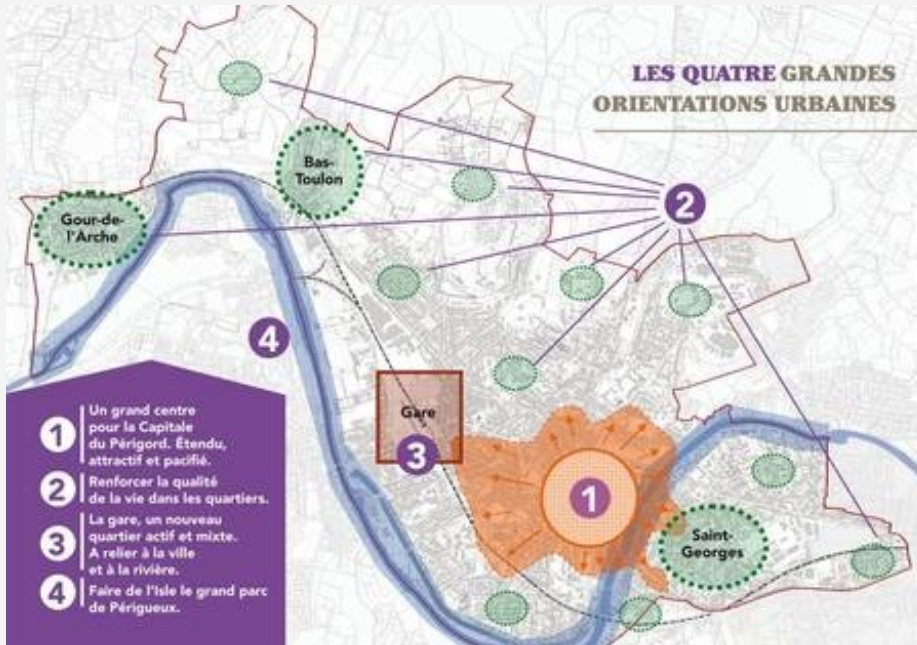 LES QUATRE GRANDES
ORIENTATIONS URBAINES
Bas-
Toulon
Gour-de-
l'Arche
2
4
Gare
3
1
Saint-
Georges
1
Un grand centre
pour la Capitale
du Périgord. Étendu,
attractif et pacifié.
2
Renforcer la qualité
de la vie dans les quartiers.
3
La gare, un nouveau
quartier actif et mixte.
A relier à la ville
et à la rivière.
4
Faire de l'Isle le grand parc
de Périgueux.